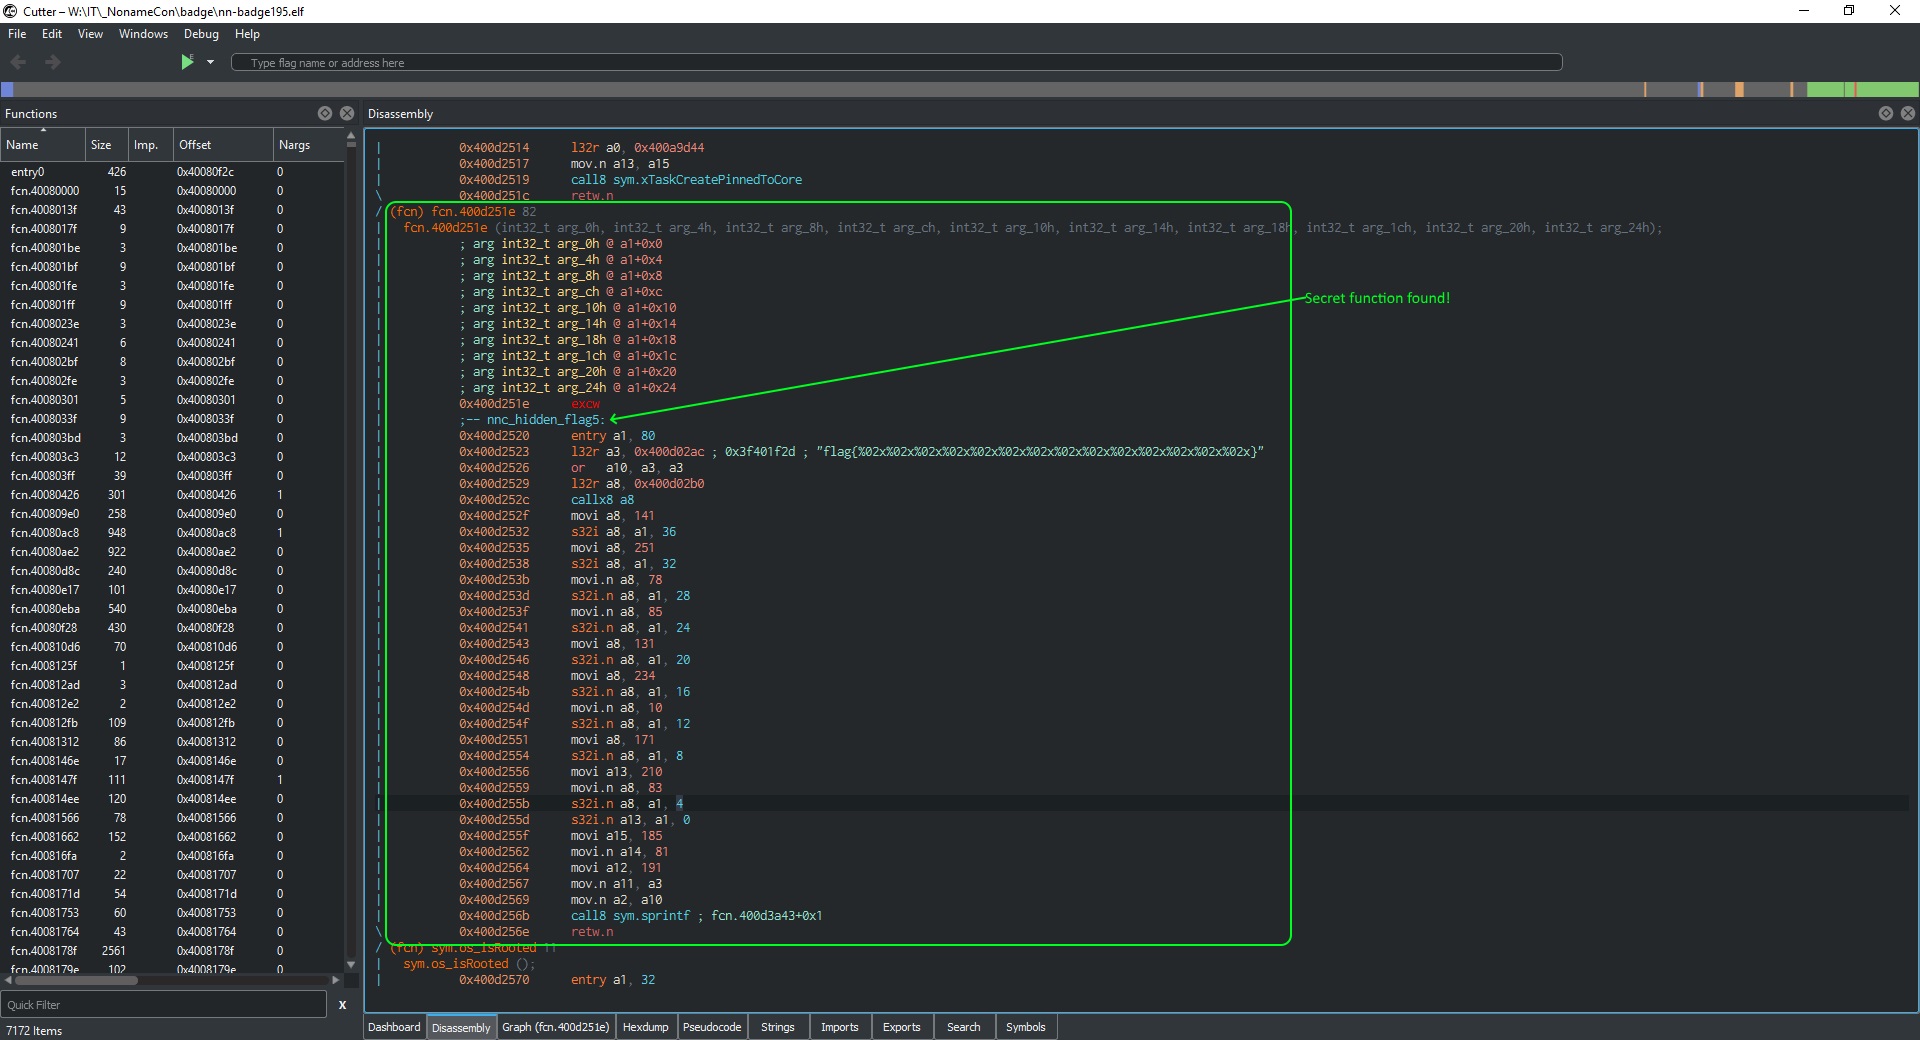 Cutter – W:\IT\_NonameCon\badge\nn-badge195.elf
File Edit View Windows Debug Help
Type flag name or address here
Functions
Name Size Imp. Offset Nargs
entry0 426 0x40080f2c 0
fcn.40080000 15 0x40080000 0
fcn.4008013f 43 0x4008013f 0
fcn.4008017f 9 0x4008017f 0
fcn.400801be 3 0x400801be 0
fcn.400801bf 9 0x400801bf 0
fcn.400801fe 3 0x400801fe 0
fcn.400801ff 9 0x400801ff 0
fcn.4008023e 3 0x4008023e 0
fcn.40080241 6 0x40080241 0
fcn.400802bf 8 0x400802bf 0
fcn.400802fe 3 0x400802fe 0
fcn.40080301 5 0x40080301 0
fcn.4008033f 9 0x4008033f 0
fcn.400803bd 3 0x400803bd 0
fcn.400803c3 12 0x400803c3 0
fcn.400803ff 39 0x400803ff 0
fcn.40080426 301 0x40080426 1
fcn.400809e0 258 0x400809e0 0
fcn.40080ac8 948 0x40080ac8 1
fcn.40080ae2 922 0x40080ae2 0
fcn.40080d8c 240 0x40080d8c 0
fcn.40080e17 101 0x40080e17 0
fcn.40080eba 540 0x40080eba 0
fcn.40080f28 430 0x40080f28 0
fcn.400810d6 70 0x400810d6 0
fcn.4008125f 1 0x4008125f 0
fcn.400812ad 3 0x400812ad 0
fcn.400812e2 2 0x400812e2 0
fcn.400812fb 109 0x400812fb 0
fcn.40081312 86 0x40081312 0
fcn.4008146e 17 0x4008146e 0
fcn.4008147f 111 0x4008147f 1
fcn.400814ee 120 0x400814ee 0
fcn.40081566 78 0x40081566 0
fcn.40081662 152 0x40081662 0
fcn.400816fa 2 0x400816fa 0
fcn.40081707 22 0x40081707 0
fcn.4008171d 54 0x4008171d 0
fcn.40081753 60 0x40081753 0
fcn.40081764 43 0x40081764 0
fcn.4008178f 2561 0x4008178f 0
fcn.4008179e 102 0x4008179e 0
Quick Filter X
7172 Items
Disassembly
| 0x400d2514 l32r a0, 0x400a9d44
| 0x400d2517 mov.n a13, a15
| 0x400d2519 call8 sym.xTaskCreatePinnedToCore
\ 0x400d251c retw.n
/ (fcn) fcn.400d251e 82
| fcn.400d251e (int32_t arg_0h, int32_t arg_4h, int32_t arg_8h, int32_t arg_ch, int32_t arg_10h, int32_t arg_14h, int32_t arg_18h, int32_t arg_1ch, int32_t arg_20h, int32_t arg_24h);
| ; arg int32_t arg_0h @ a1+0x0
| ; arg int32_t arg_4h @ a1+0x4
| ; arg int32_t arg_8h @ a1+0x8
| ; arg int32_t arg_ch @ a1+0xc
| ; arg int32_t arg_10h @ a1+0x10
| ; arg int32_t arg_14h @ a1+0x14
| ; arg int32_t arg_18h @ a1+0x18
| ; arg int32_t arg_1ch @ a1+0x1c
| ; arg int32_t arg_20h @ a1+0x20
| ; arg int32_t arg_24h @ a1+0x24
| 0x400d251e excw
| ;-- nnc_hidden_flag5:
| 0x400d2520 entry a1, 80
| 0x400d2523 l32r a3, 0x400d02ac ; 0x3f401f2d ; "flag{%02x%02x%02x%02x%02x%02x%02x%02x%02x%02x%02x%02x%02x%02x}"
| 0x400d2526 or a10, a3, a3
| 0x400d2529 l32r a8, 0x400d02b0
| 0x400d252c callx8 a8
| 0x400d252f movi a8, 141
| 0x400d2532 s32i a8, a1, 36
| 0x400d2535 movi a8, 251
| 0x400d2538 s32i a8, a1, 32
| 0x400d253b movi.n a8, 78
| 0x400d253d s32i.n a8, a1, 28
| 0x400d253f movi.n a8, 85
| 0x400d2541 s32i.n a8, a1, 24
| 0x400d2543 movi a8, 131
| 0x400d2546 s32i.n a8, a1, 20
| 0x400d2548 movi a8, 234
| 0x400d254b s32i.n a8, a1, 16
| 0x400d254d movi.n a8, 10
| 0x400d254f s32i.n a8, a1, 12
| 0x400d2551 movi a8, 171
| 0x400d2554 s32i.n a8, a1, 8
| 0x400d2556 movi a13, 210
| 0x400d2559 movi.n a8, 83
| 0x400d255b s32i.n a8, a1, 4
| 0x400d255d s32i.n a13, a1, 0
| 0x400d255f movi a15, 185
| 0x400d2562 movi.n a14, 81
| 0x400d2564 movi a12, 191
| 0x400d2567 mov.n a11, a3
| 0x400d2569 mov.n a2, a10
| 0x400d256b call8 sym.sprintf ; fcn.400d3a43+0x1
\ 0x400d256e retw.n
/ (fcn) sym.os_isRooted 11
| sym.os_isRooted ();
| 0x400d2570 entry a1, 32
Secret function found!
Dashboard Disassembly Graph (fcn.400d251e) Hexdump Pseudocode Strings Imports Exports Search Symbols